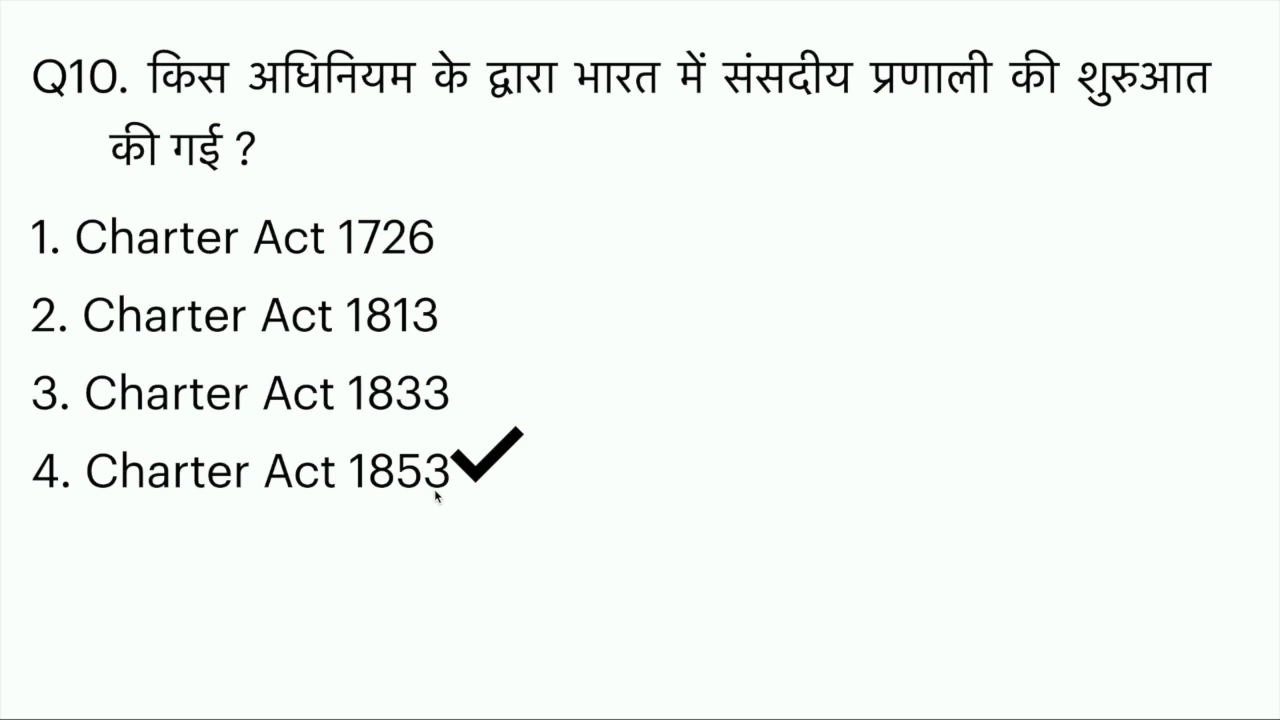 Q10. किस अधिनियम के द्वारा भारत में संसदीय प्रणाली की शुरुआत
की गई ?
1. Charter Act 1726
2. Charter Act 1813
3. Charter Act 1833
4. Charter Act 1853